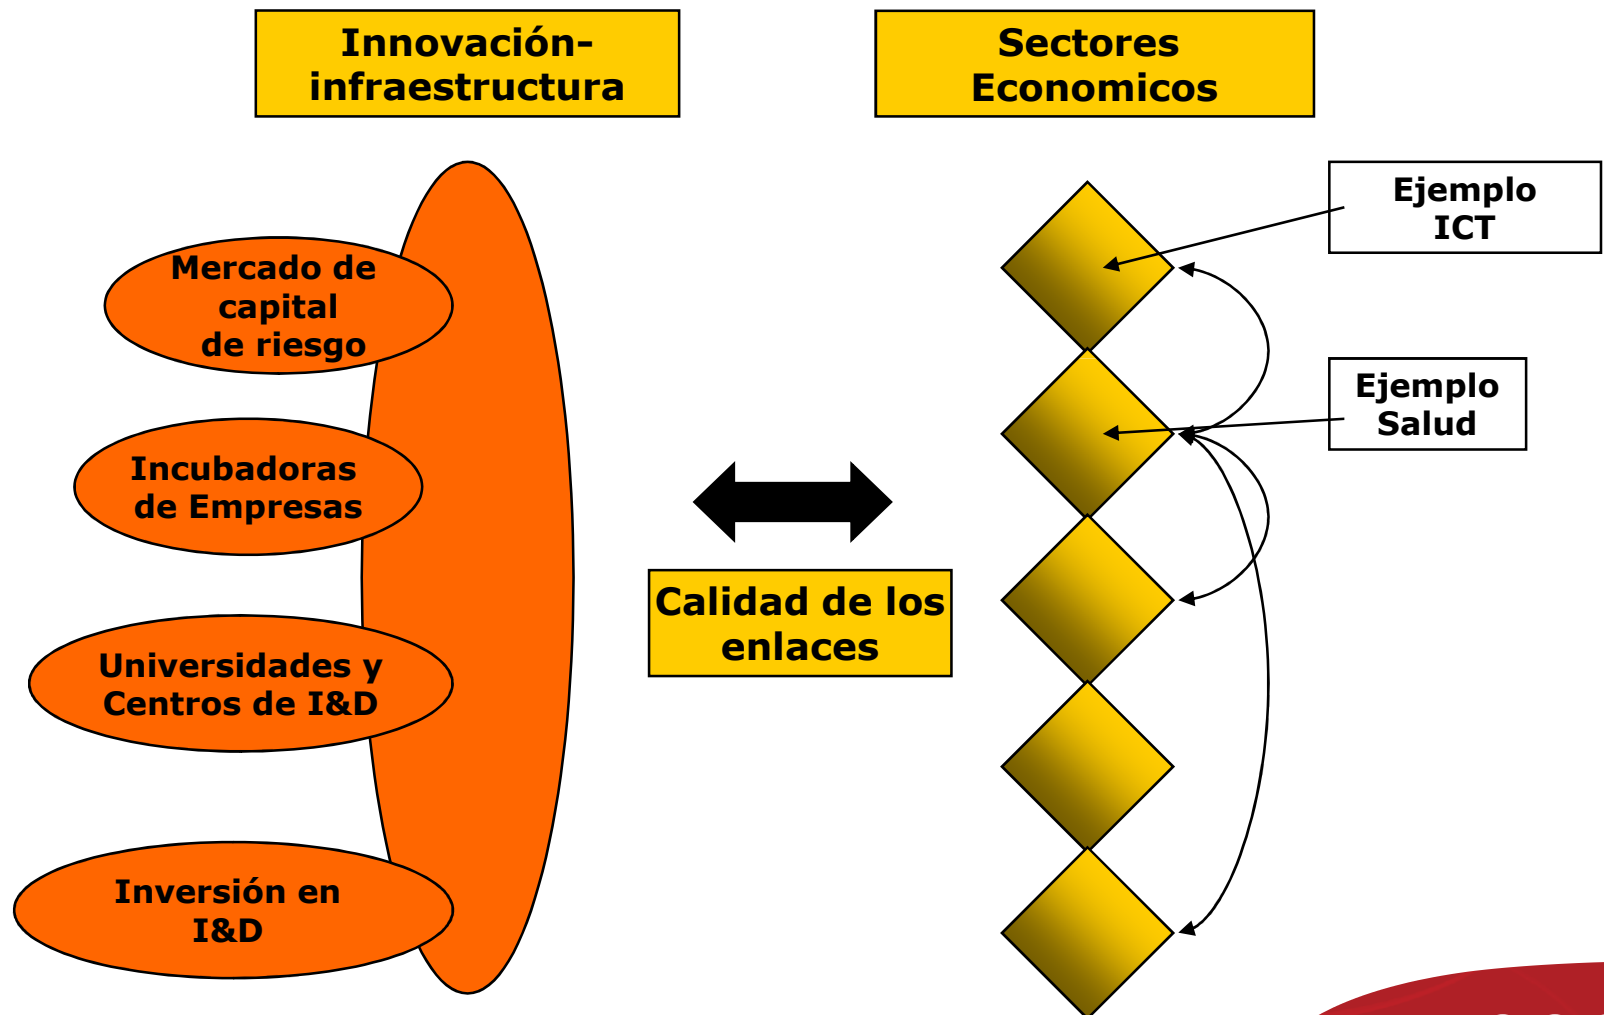 Innovación-
infraestructura
Sectores
Economicos
Mercado de
capital
de riesgo
Incubadoras
de Empresas
Universidades y
Centros de I&D
Inversión en
I&D
Calidad de los
enlaces
Ejemplo
ICT
Ejemplo
Salud